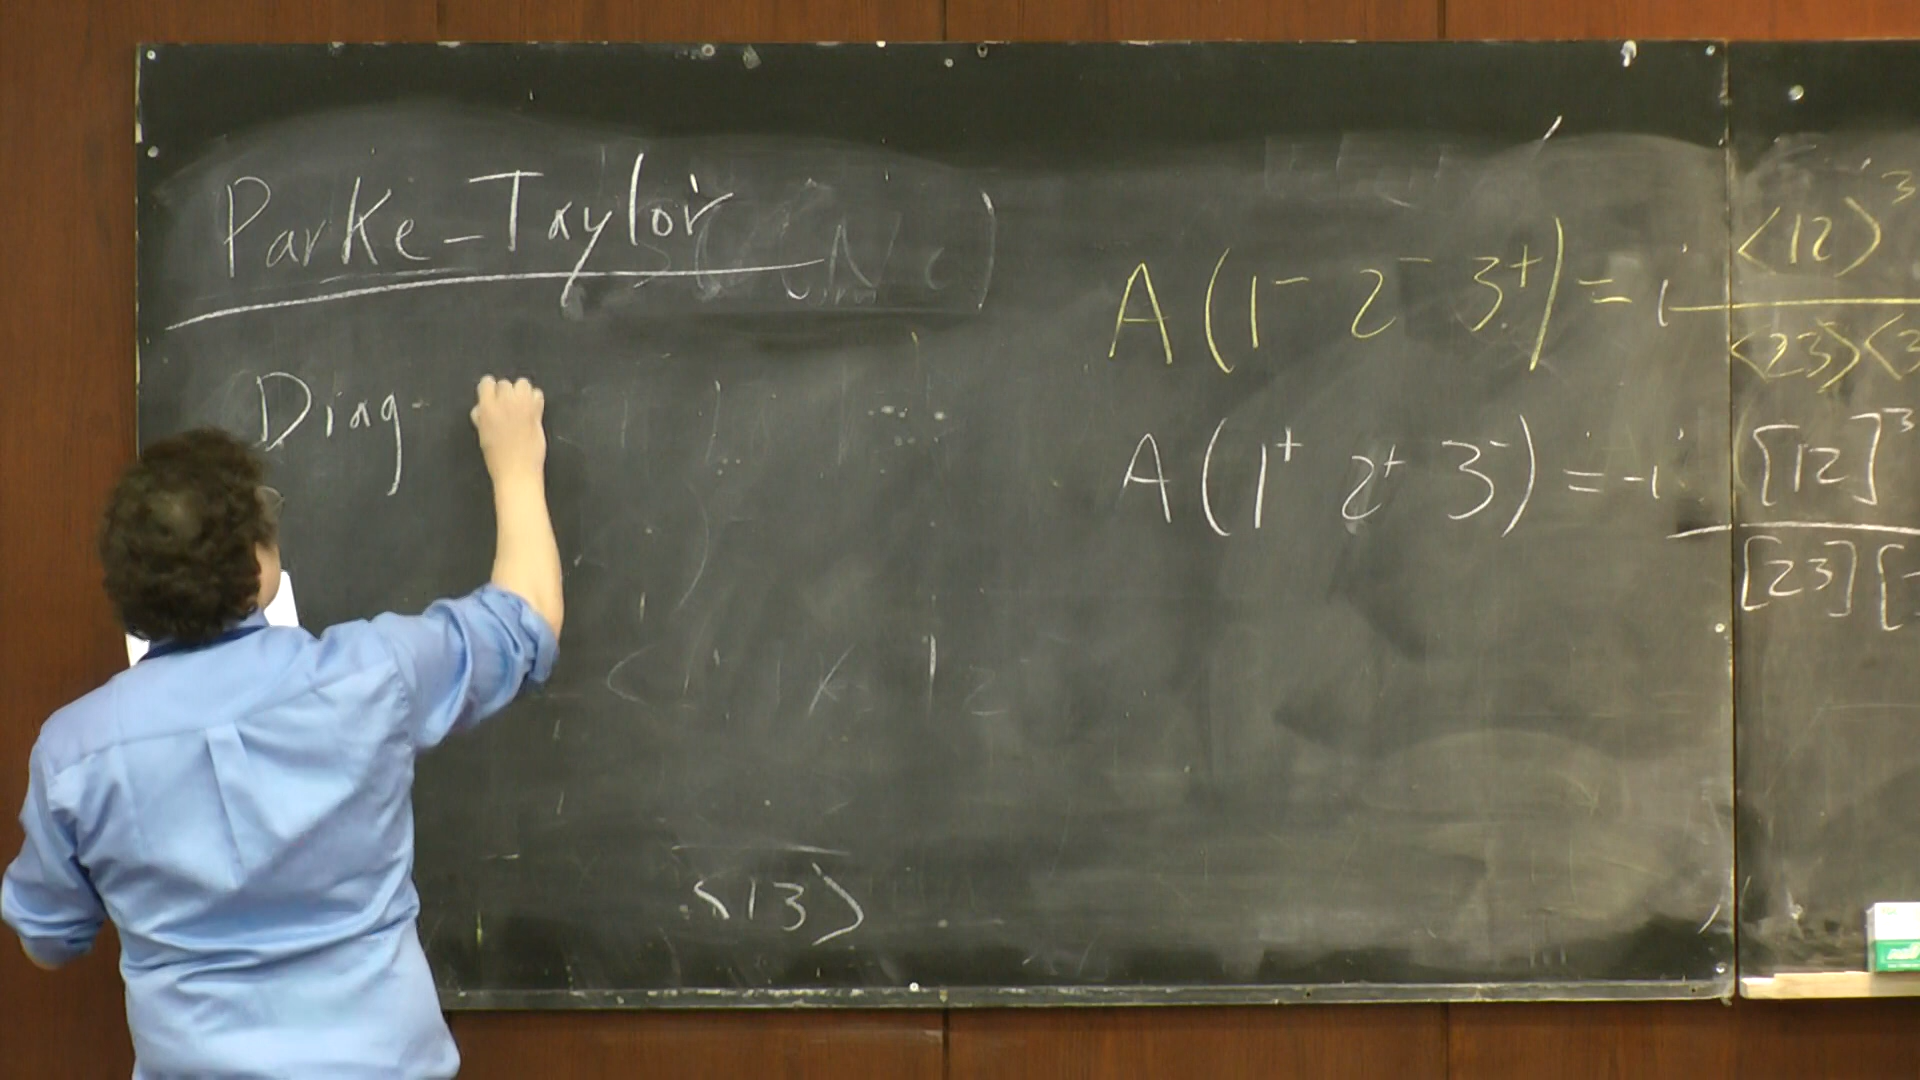 Parke-Taylor
Diag
A(1⁻ 2⁻ 3⁺) = i <12>³ / <23><3
A(1⁺ 2⁺ 3⁻) = -i [12]³ / [23][
<13>